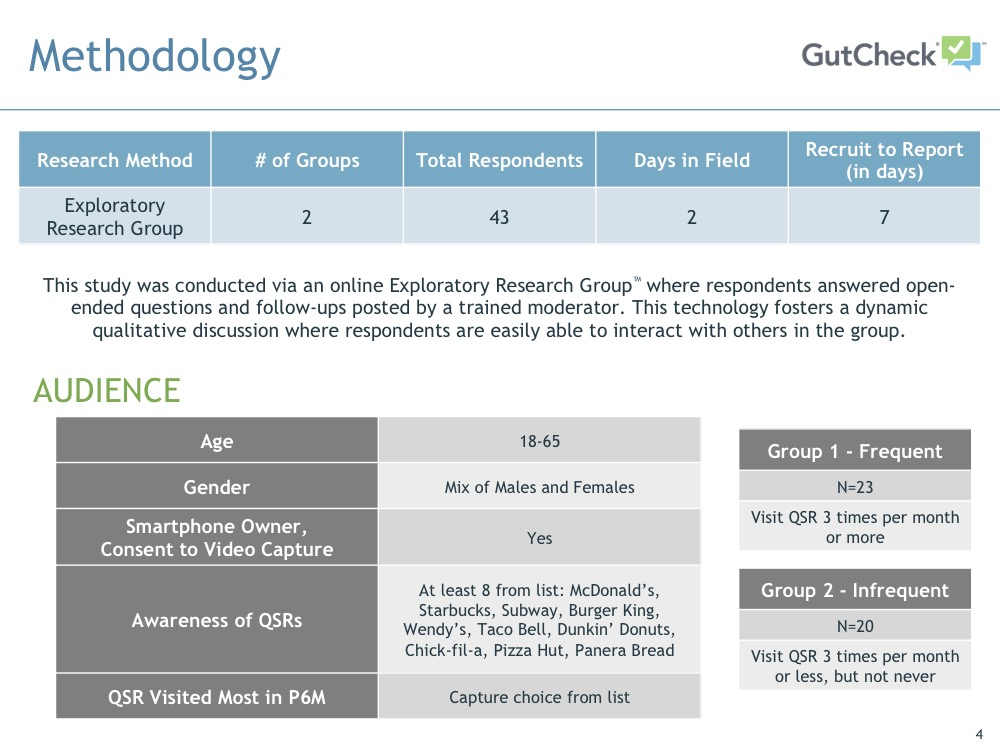 Methodology
GutCheck™
Research Method
# of Groups
Total Respondents
Days in Field
Recruit to Report
(in days)
Exploratory
Research Group
2
43
2
7
This study was conducted via an online Exploratory Research Group™ where respondents answered open-
ended questions and follow-ups posted by a trained moderator. This technology fosters a dynamic
qualitative discussion where respondents are easily able to interact with others in the group.
AUDIENCE
Age
18-65
Gender
Mix of Males and Females
Smartphone Owner,
Consent to Video Capture
Yes
Awareness of QSRs
At least 8 from list: McDonald’s,
Starbucks, Subway, Burger King,
Wendy’s, Taco Bell, Dunkin’ Donuts,
Chick-fil-a, Pizza Hut, Panera Bread
QSR Visited Most in P6M
Capture choice from list
Group 1 - Frequent
N=23
Visit QSR 3 times per month
or more
Group 2 - Infrequent
N=20
Visit QSR 3 times per month
or less, but not never
4